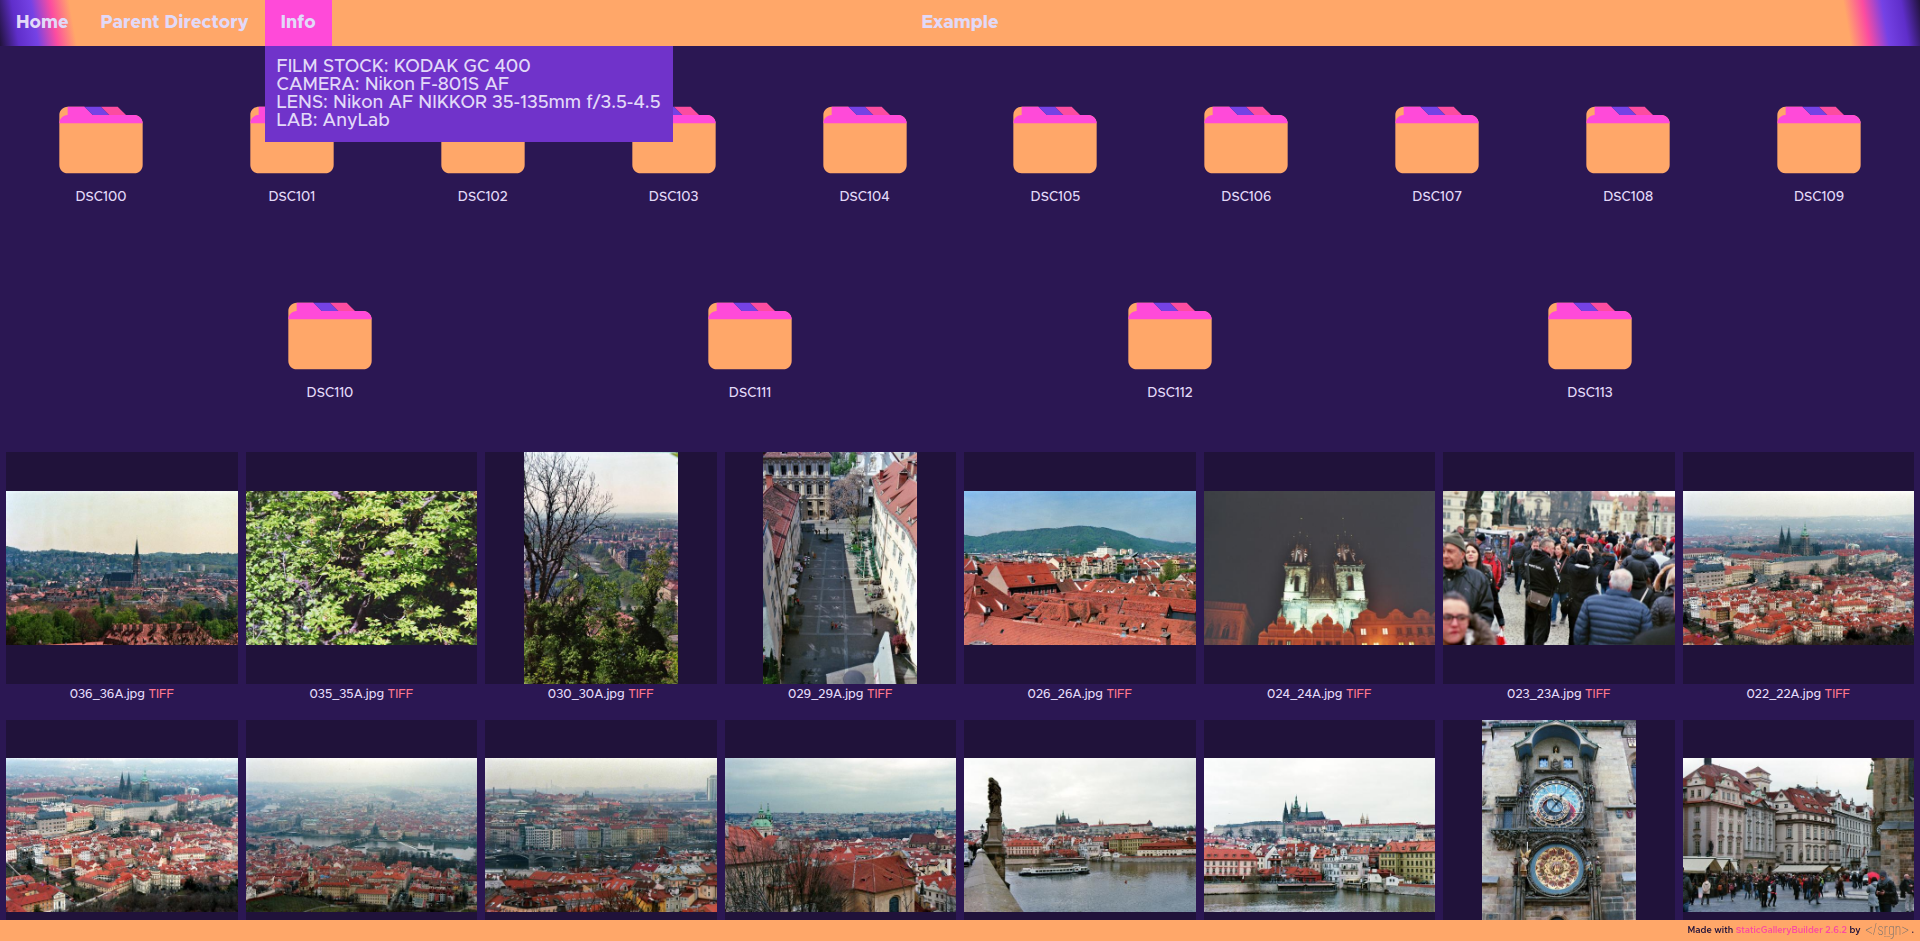 Home Parent Directory Info Example
FILM STOCK: KODAK GC 400
CAMERA: Nikon F-801S AF
LENS: Nikon AF NIKKOR 35-135mm f/3.5-4.5
LAB: AnyLab
DSC100 DSC101 DSC102 DSC103 DSC104 DSC105 DSC106 DSC107 DSC108 DSC109
DSC110 DSC111 DSC112 DSC113
036_36A.jpg TIFF 035_35A.jpg TIFF 030_30A.jpg TIFF 029_29A.jpg TIFF 026_26A.jpg TIFF 024_24A.jpg TIFF 023_23A.jpg TIFF 022_22A.jpg TIFF
Made with StaticGalleryBuilder 2.6.2 by </srgn> .